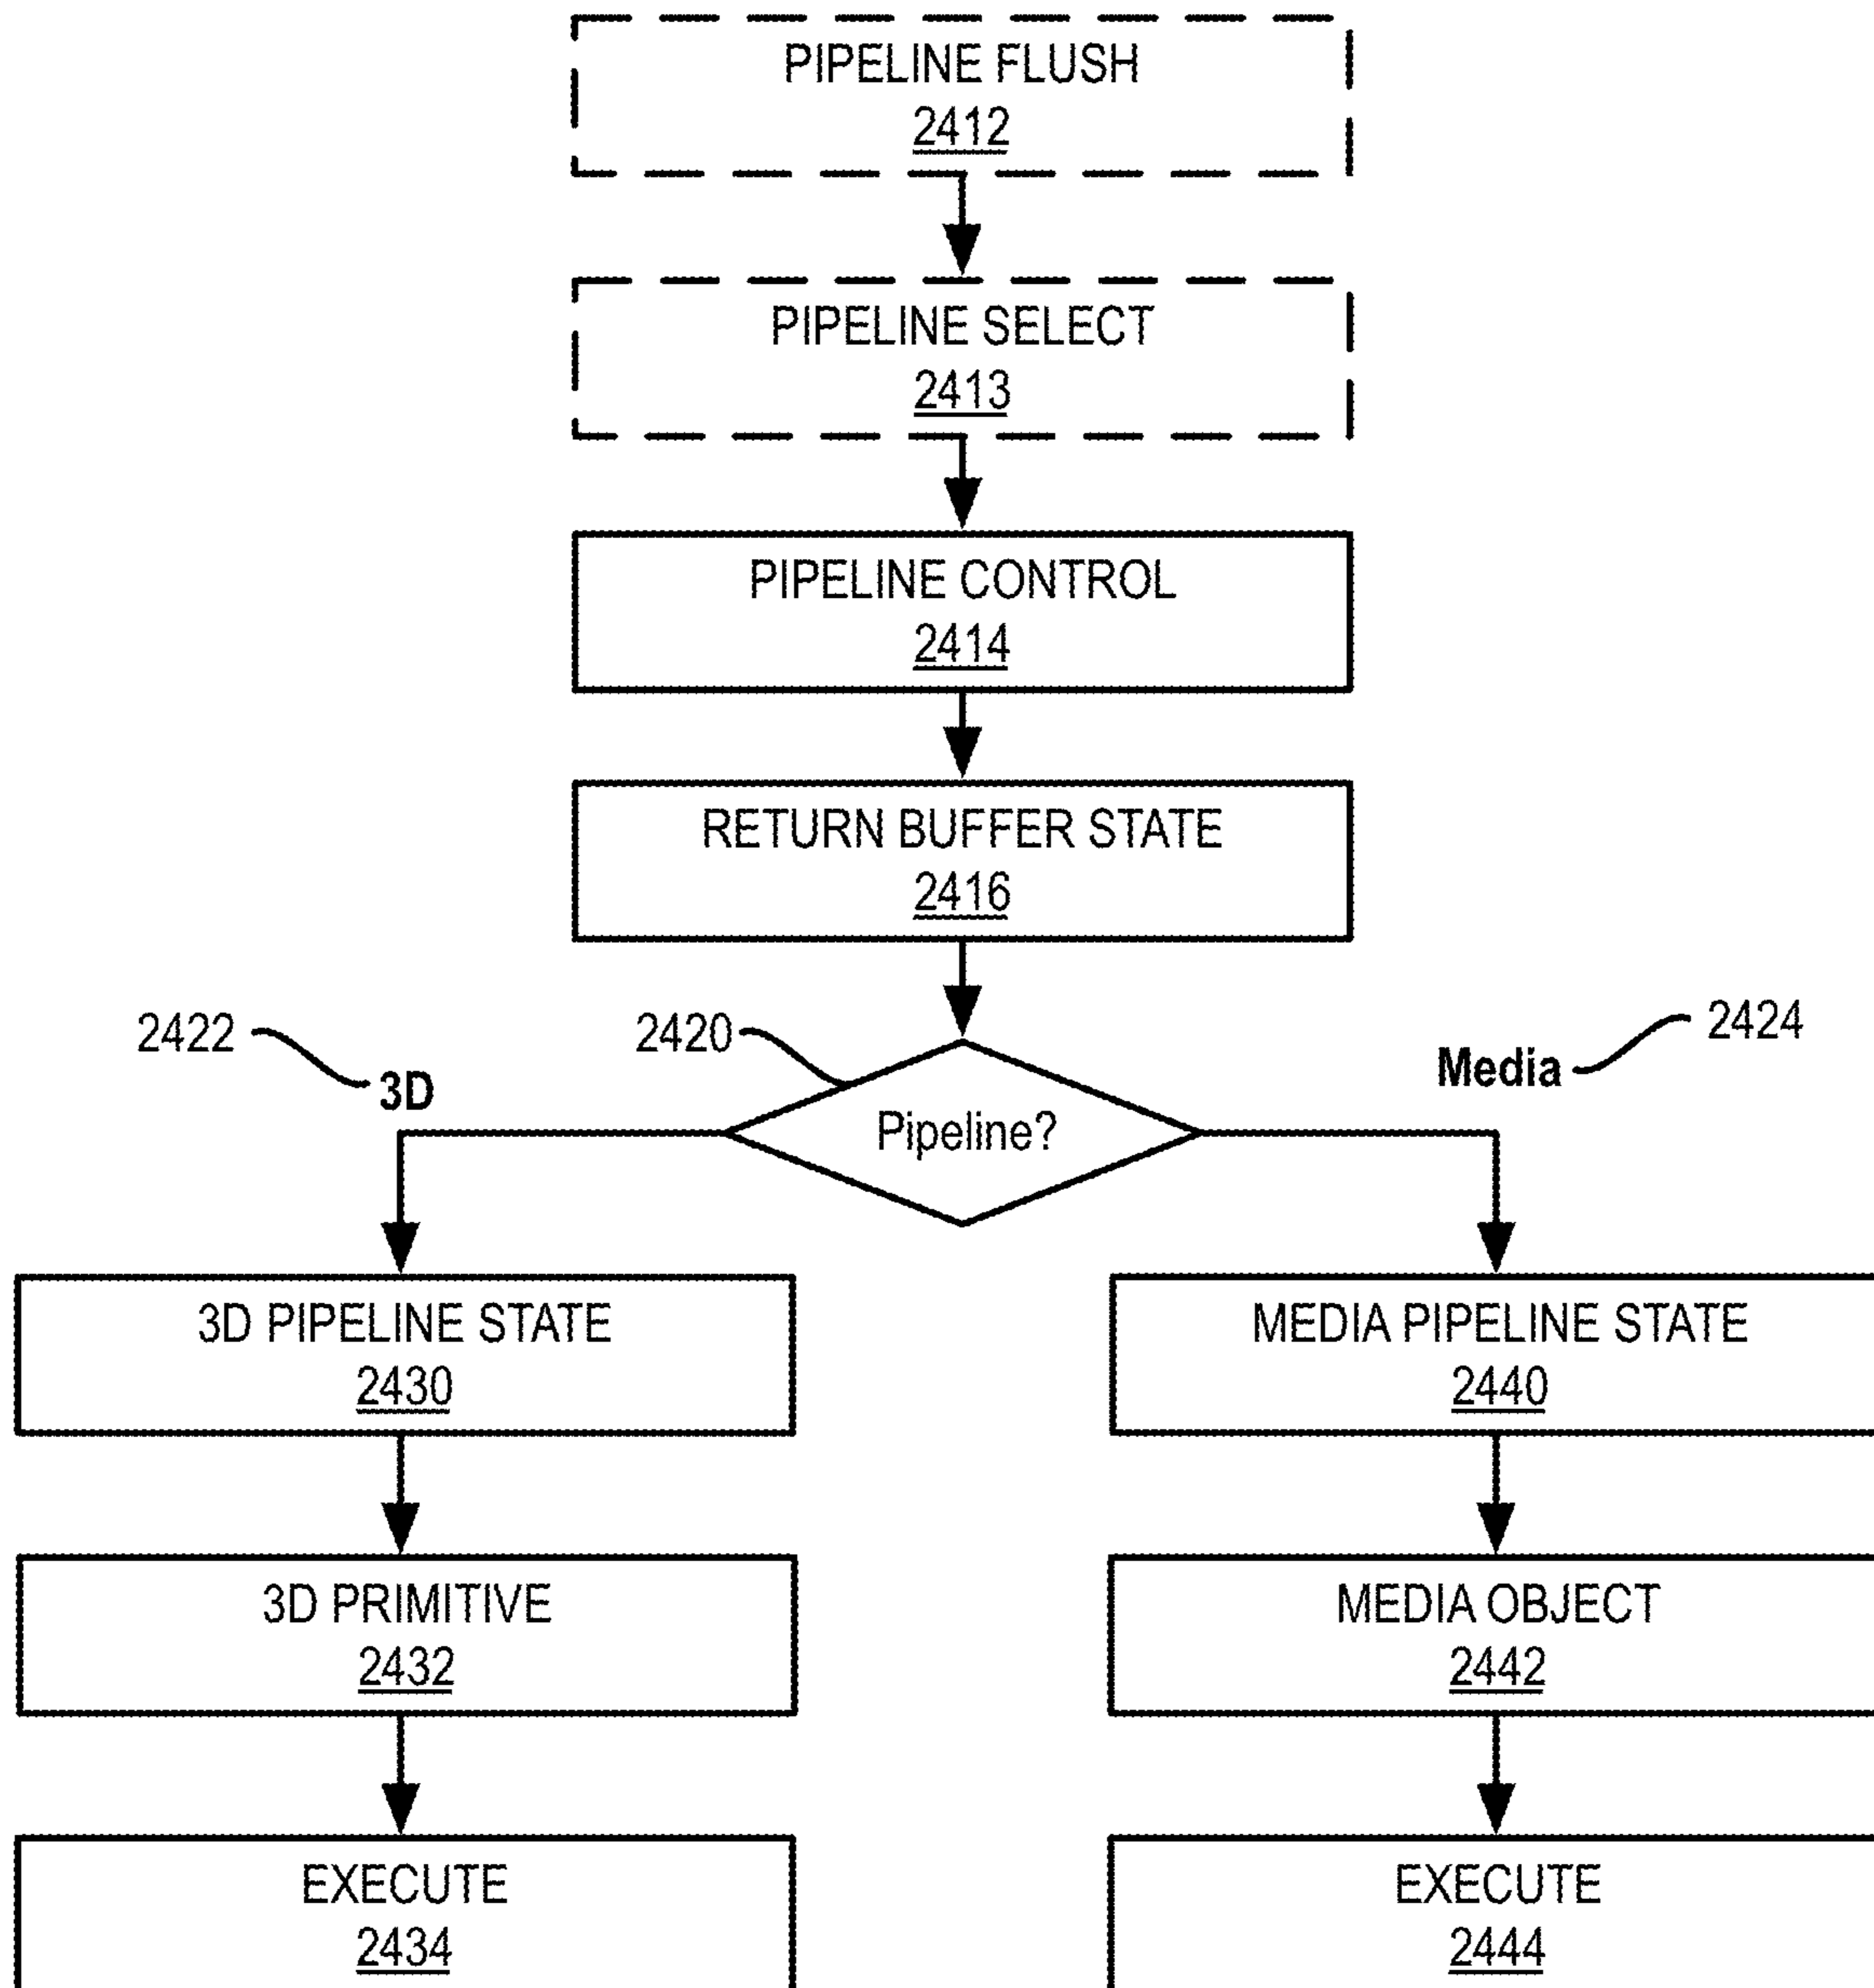 PIPELINE FLUSH
2412
PIPELINE SELECT
2413
PIPELINE CONTROL
2414
RETURN BUFFER STATE
2416
2422
2420
2424
3D
Media
Pipeline?
3D PIPELINE STATE
2430
MEDIA PIPELINE STATE
2440
3D PRIMITIVE
2432
MEDIA OBJECT
2442
EXECUTE
2434
EXECUTE
2444